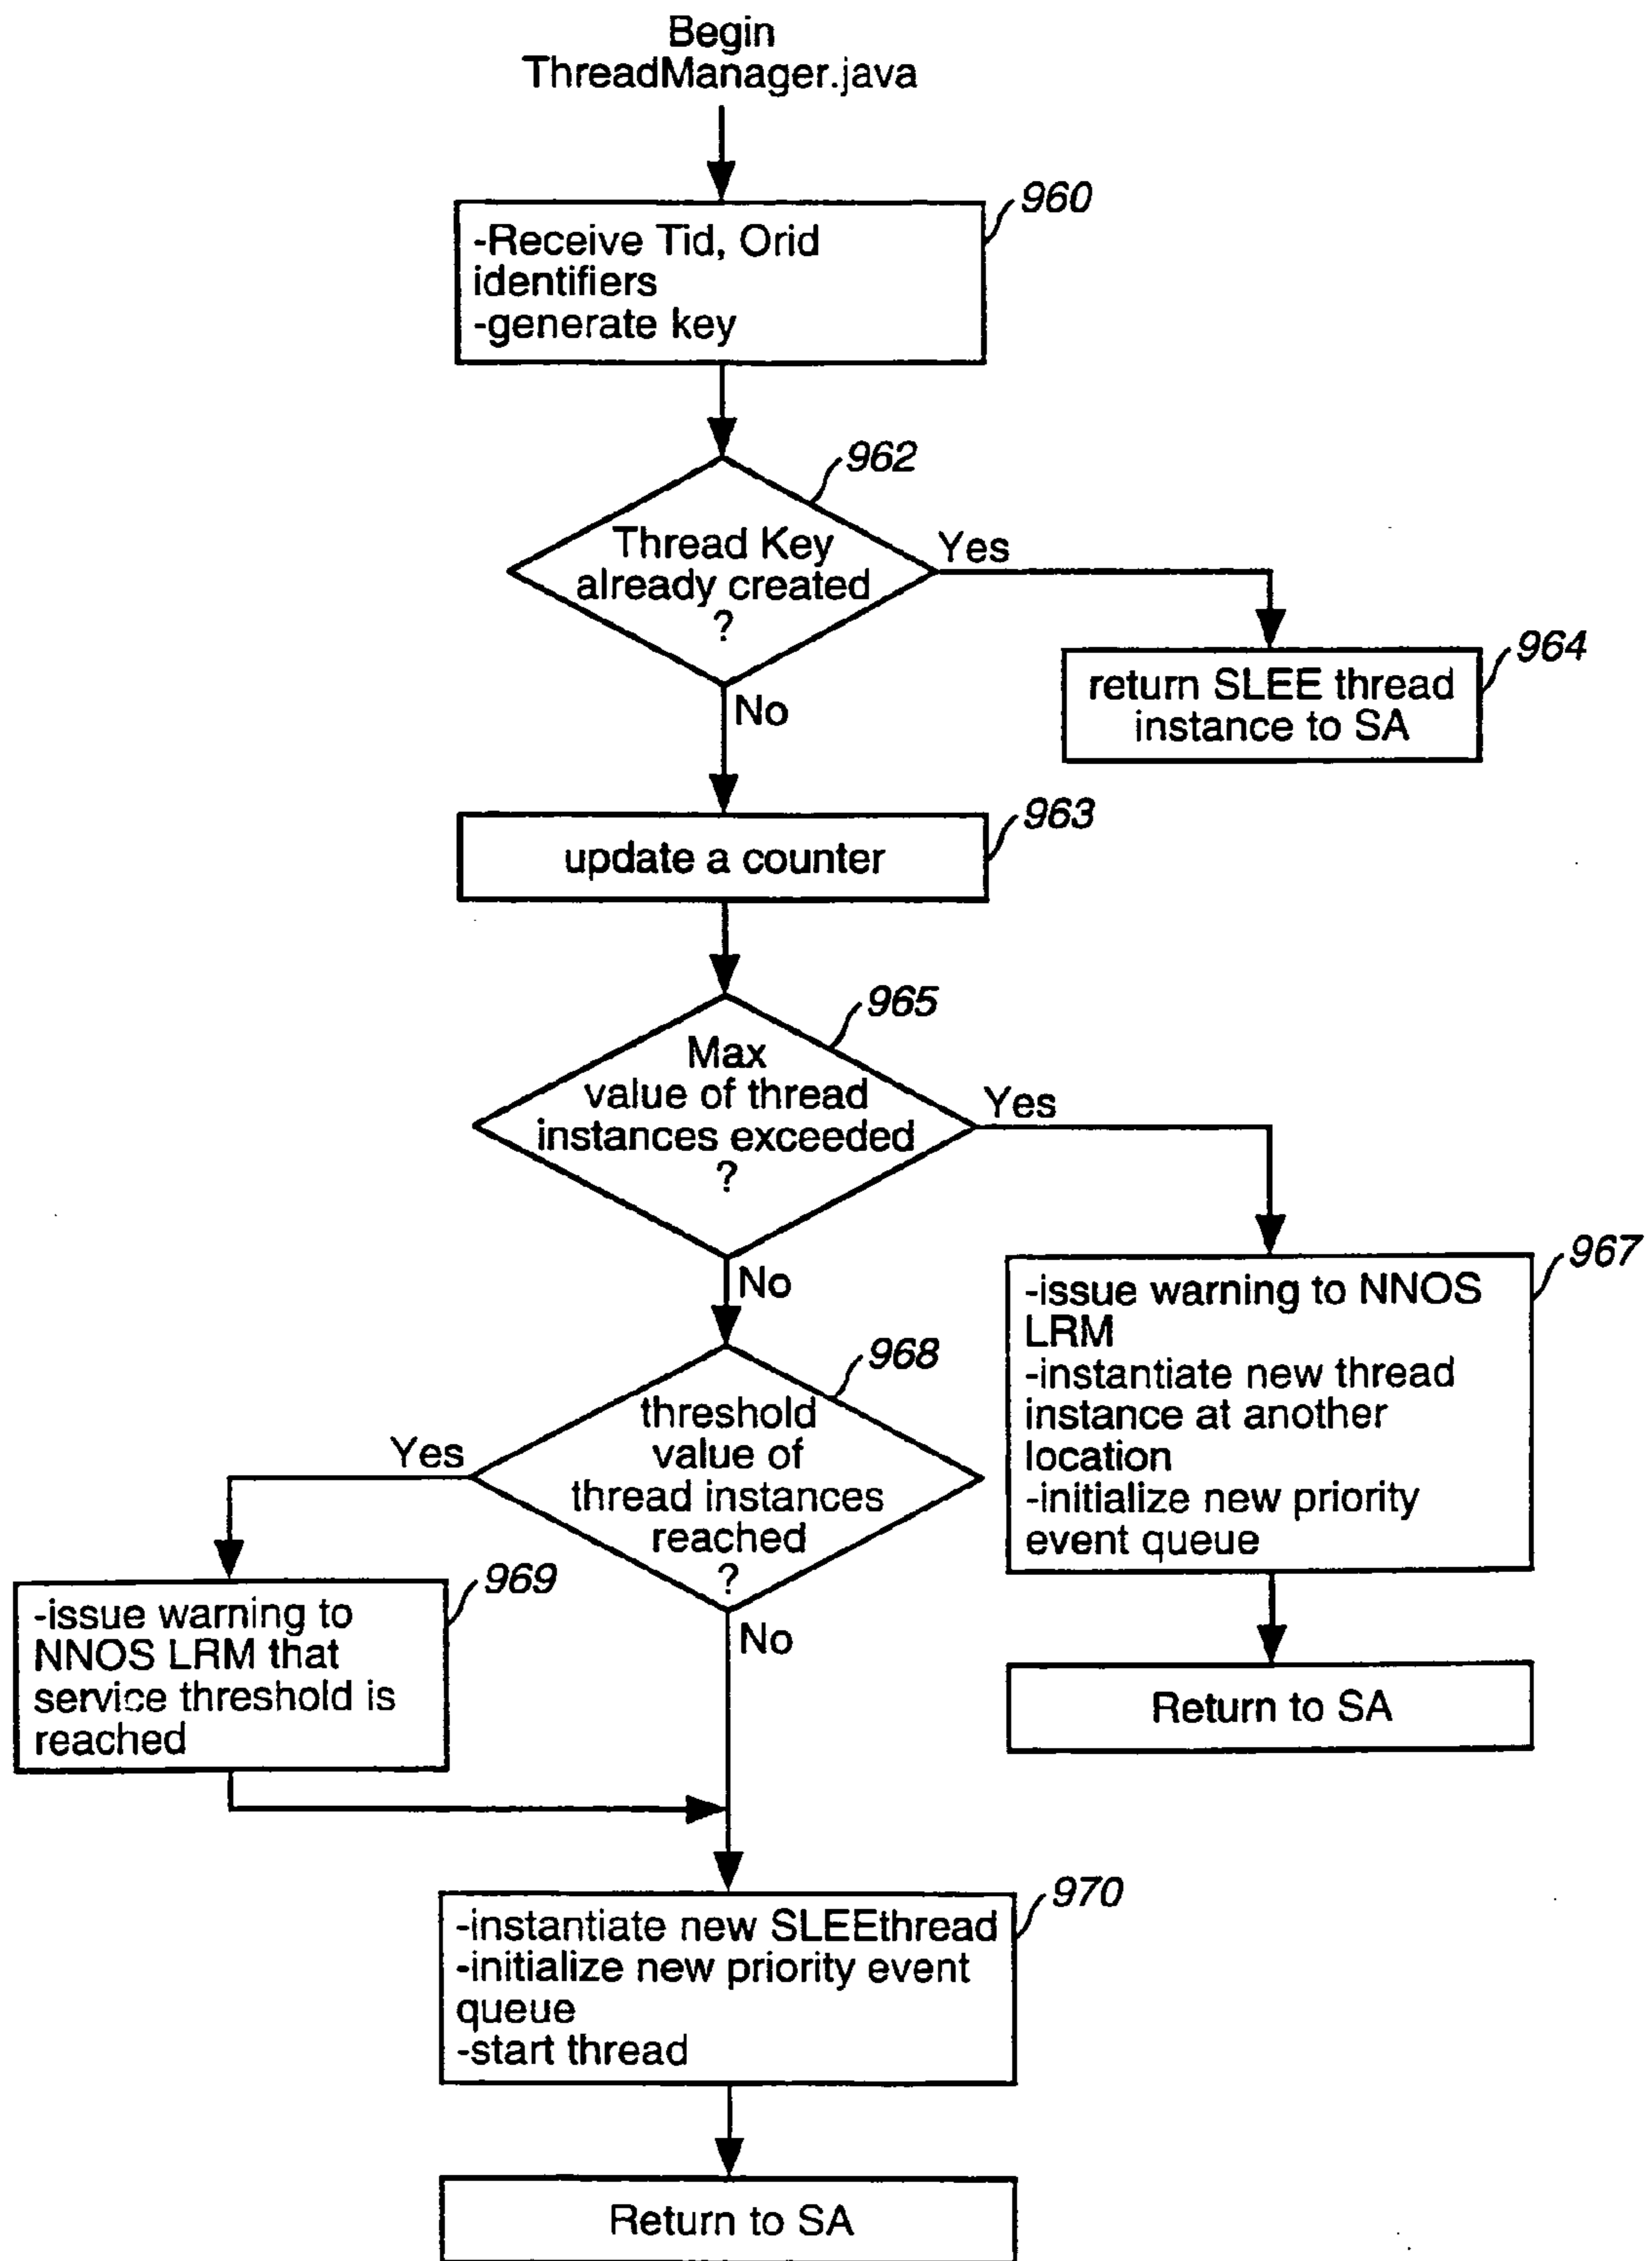 Begin
ThreadManager.java
960
-Receive Tid, Orid
identifiers
-generate key
962
Thread Key
already created
?
Yes
No
964
return SLEE thread
instance to SA
963
update a counter
965
Max
value of thread
instances exceeded
?
Yes
No
967
-issue warning to NNOS
LRM
-instantiate new thread
instance at another
location
-initialize new priority
event queue
Return to SA
968
threshold
value of
thread instances
reached
?
Yes
No
969
-issue warning to
NNOS LRM that
service threshold is
reached
970
-instantiate new SLEEthread
-initialize new priority event
queue
-start thread
Return to SA